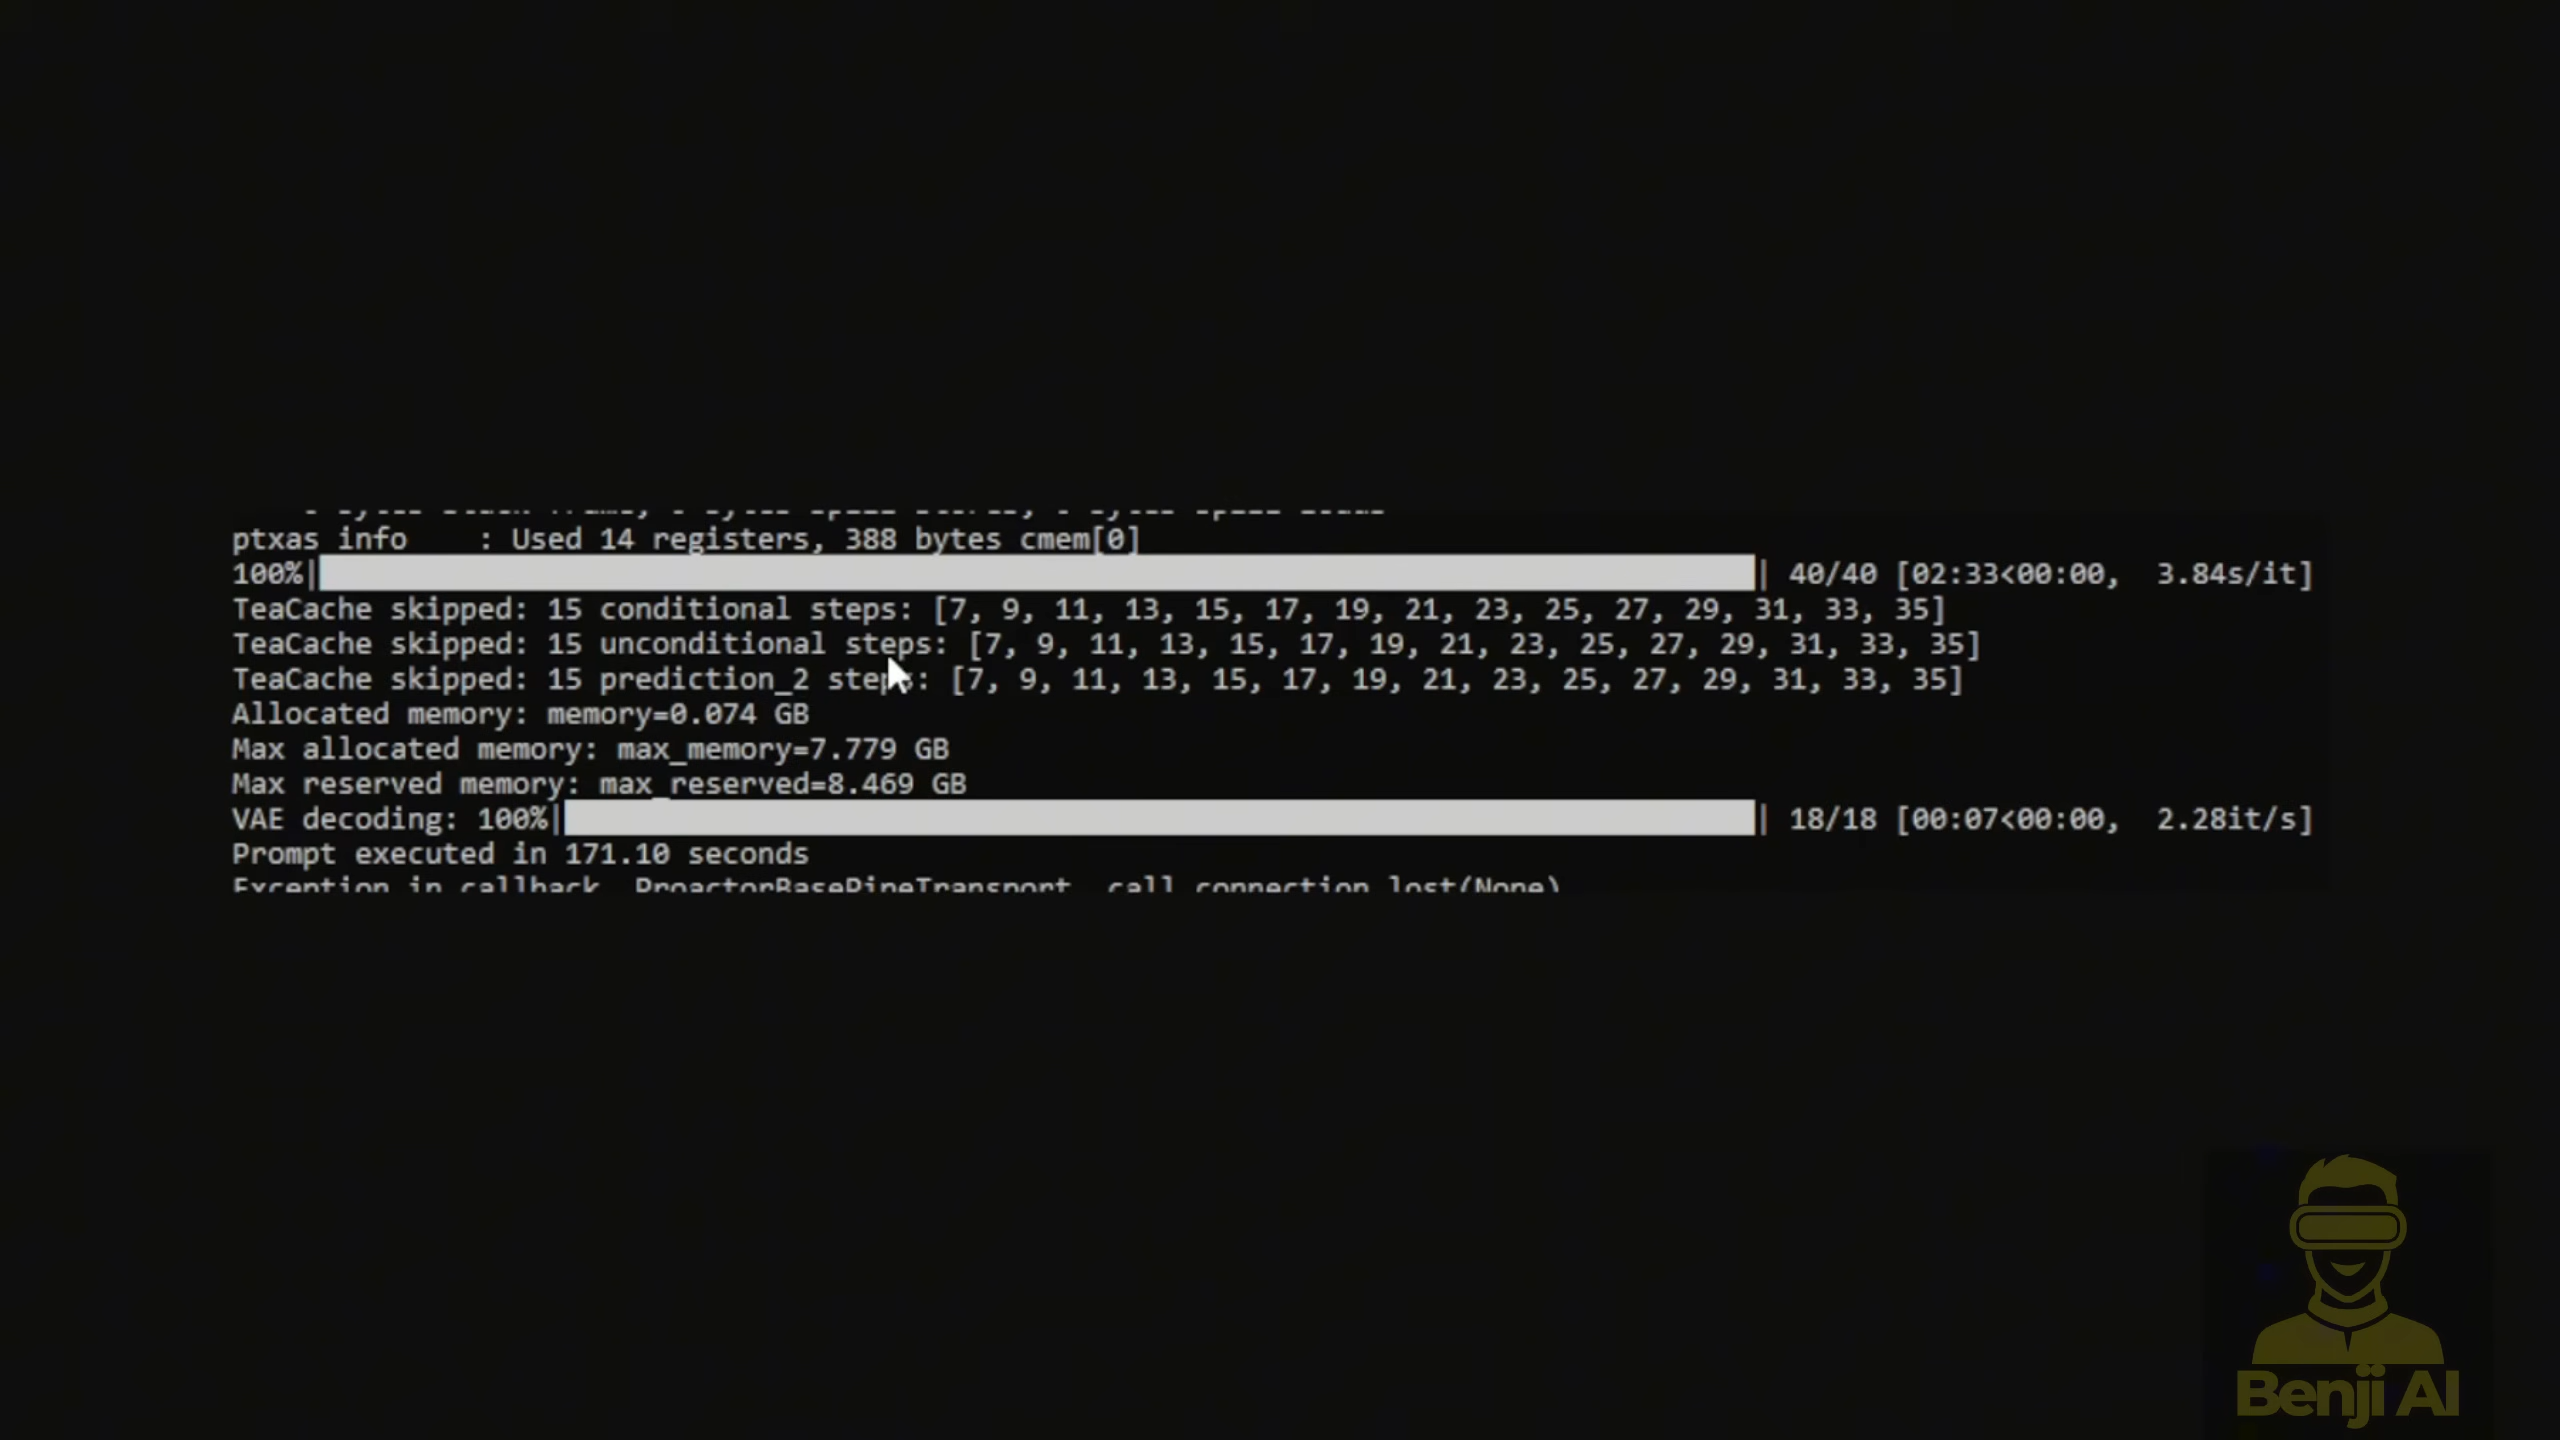 ptxas info    : Used 14 registers, 388 bytes cmem[0]
100%| | 40/40 [02:33<00:00,  3.84s/it]
TeaCache skipped: 15 conditional steps: [7, 9, 11, 13, 15, 17, 19, 21, 23, 25, 27, 29, 31, 33, 35]
TeaCache skipped: 15 unconditional steps: [7, 9, 11, 13, 15, 17, 19, 21, 23, 25, 27, 29, 31, 33, 35]
TeaCache skipped: 15 prediction_2 steps: [7, 9, 11, 13, 15, 17, 19, 21, 23, 25, 27, 29, 31, 33, 35]
Allocated memory: memory=0.074 GB
Max allocated memory: max_memory=7.779 GB
Max reserved memory: max_reserved=8.469 GB
VAE decoding: 100%| | 18/18 [00:07<00:00,  2.28it/s]
Prompt executed in 171.10 seconds
Exception in callback _ProactorBasePipeTransport._call_connection_lost(None)
Benji AI